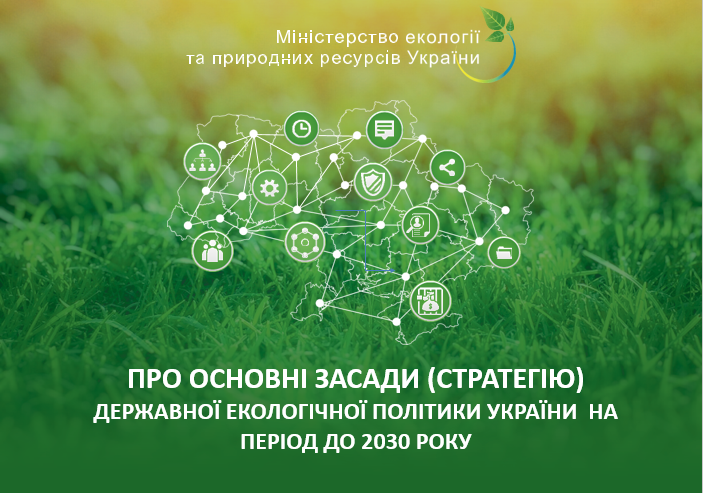 Міністерство екології
та природних ресурсів України
ПРО ОСНОВНІ ЗАСАДИ (СТРАТЕГІЮ)
ДЕРЖАВНОЇ ЕКОЛОГІЧНОЇ ПОЛІТИКИ УКРАЇНИ НА
ПЕРІОД ДО 2030 РОКУ